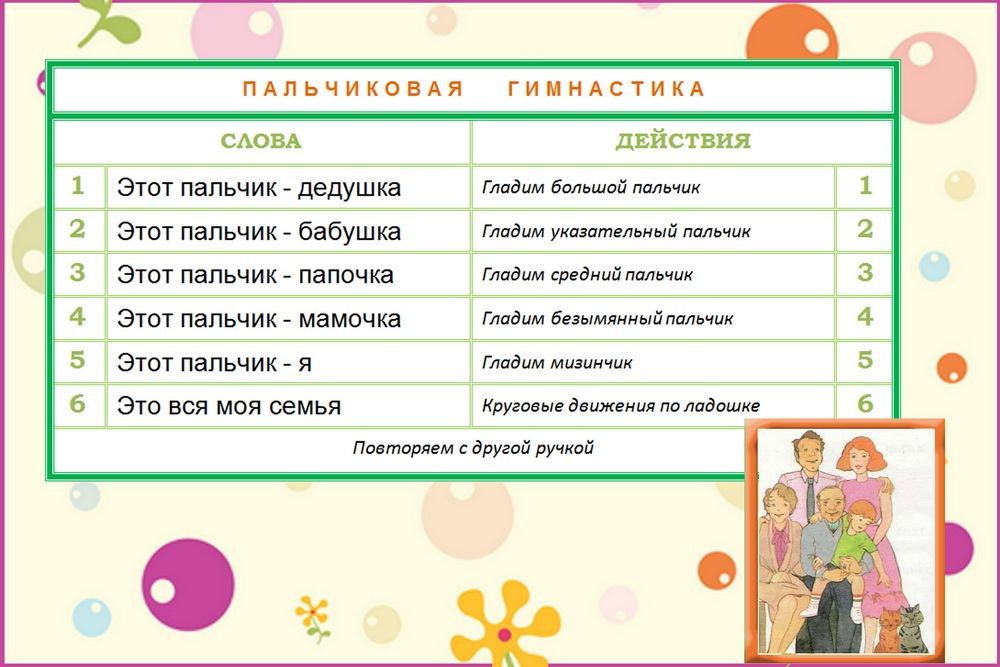 ПАЛЬЧИКОВАЯ ГИМНАСТИКА
СЛОВА ДЕЙСТВИЯ
1 Этот пальчик - дедушка Гладим большой пальчик 1
2 Этот пальчик - бабушка Гладим указательный пальчик 2
3 Этот пальчик - папочка Гладим средний пальчик 3
4 Этот пальчик - мамочка Гладим безымянный пальчик 4
5 Этот пальчик - я Гладим мизинчик 5
6 Это вся моя семья Круговые движения по ладошке 6
Повторяем с другой ручкой